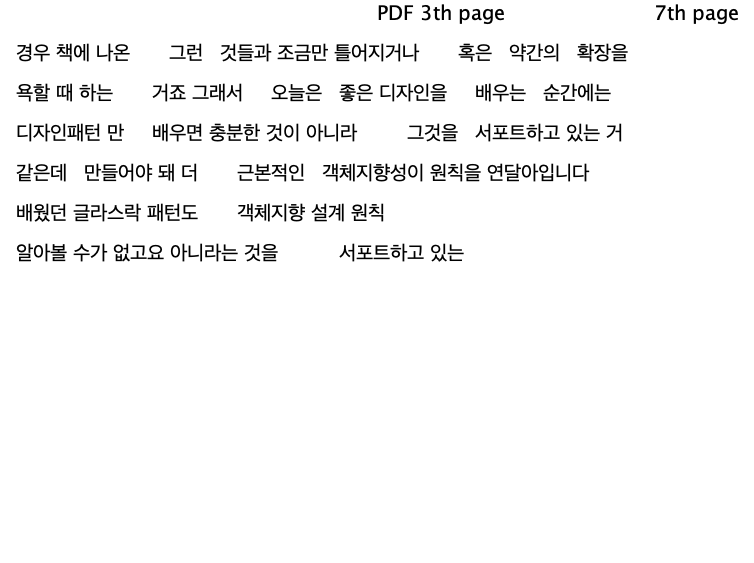 PDF 3th page 7th page
경우 책에 나온 그런 것들과 조금만 틀어지거나 혹은 약간의 확장을
욕할 때 하는 거죠 그래서 오늘은 좋은 디자인을 배우는 순간에는
디자인패턴 만 배우면 충분한 것이 아니라 그것을 서포트하고 있는 거
같은데 만들어야 돼 더 근본적인 객체지향성이 원칙을 연달아입니다
배웠던 글라스락 패턴도 객체지향 설계 원칙
알아볼 수가 없고요 아니라는 것을 서포트하고 있는